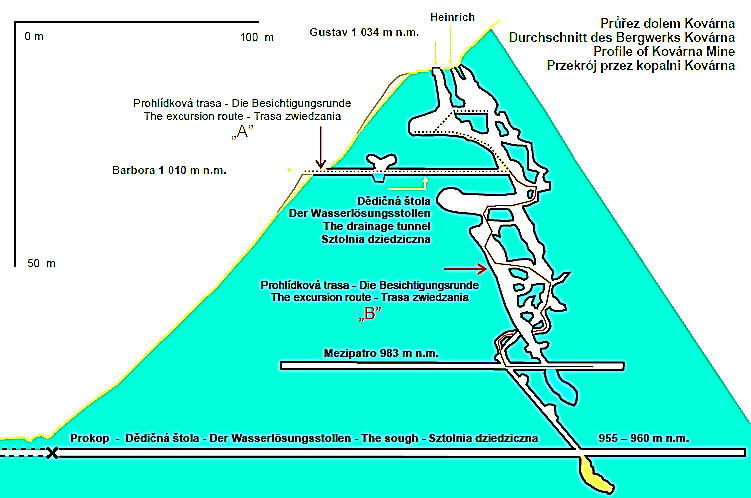 Průřez dolem Kovárna
Durchschnitt des Bergwerks Kovárna
Profile of Kovárna Mine
Przekrój przez kopalni Kovárna
0 m
100 m
Heinrich
Gustav 1 034 m n.m.
Prohlídková trasa - Die Besichtigungsrunde
The excursion route - Trasa zwiedzania
„A”
Barbora 1 010 m n.m.
Dědičná štola
Der Wasserlösungsstollen
The drainage tunnel
Sztolnia dziedziczna
50 m
Prohlídková trasa - Die Besichtigungsrunde
The excursion route - Trasa zwiedzania
„B”
Mezipatro 983 m n.m.
Prokop - Dědičná štola - Der Wasserlösungsstollen - The sough - Sztolnia dziedziczna 955 – 960 m n.m.